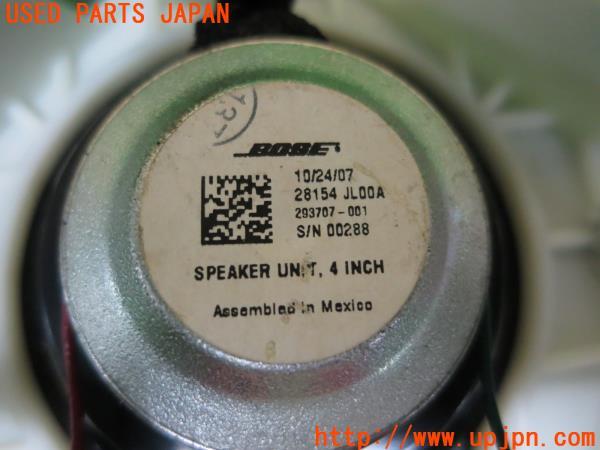 USED PARTS JAPAN
BOSE
10/24/07
28154 JL00A
293707-001
S/N 00288
SPEAKER UNIT, 4 INCH
Assembled in Mexico
http://www.upjpn.com